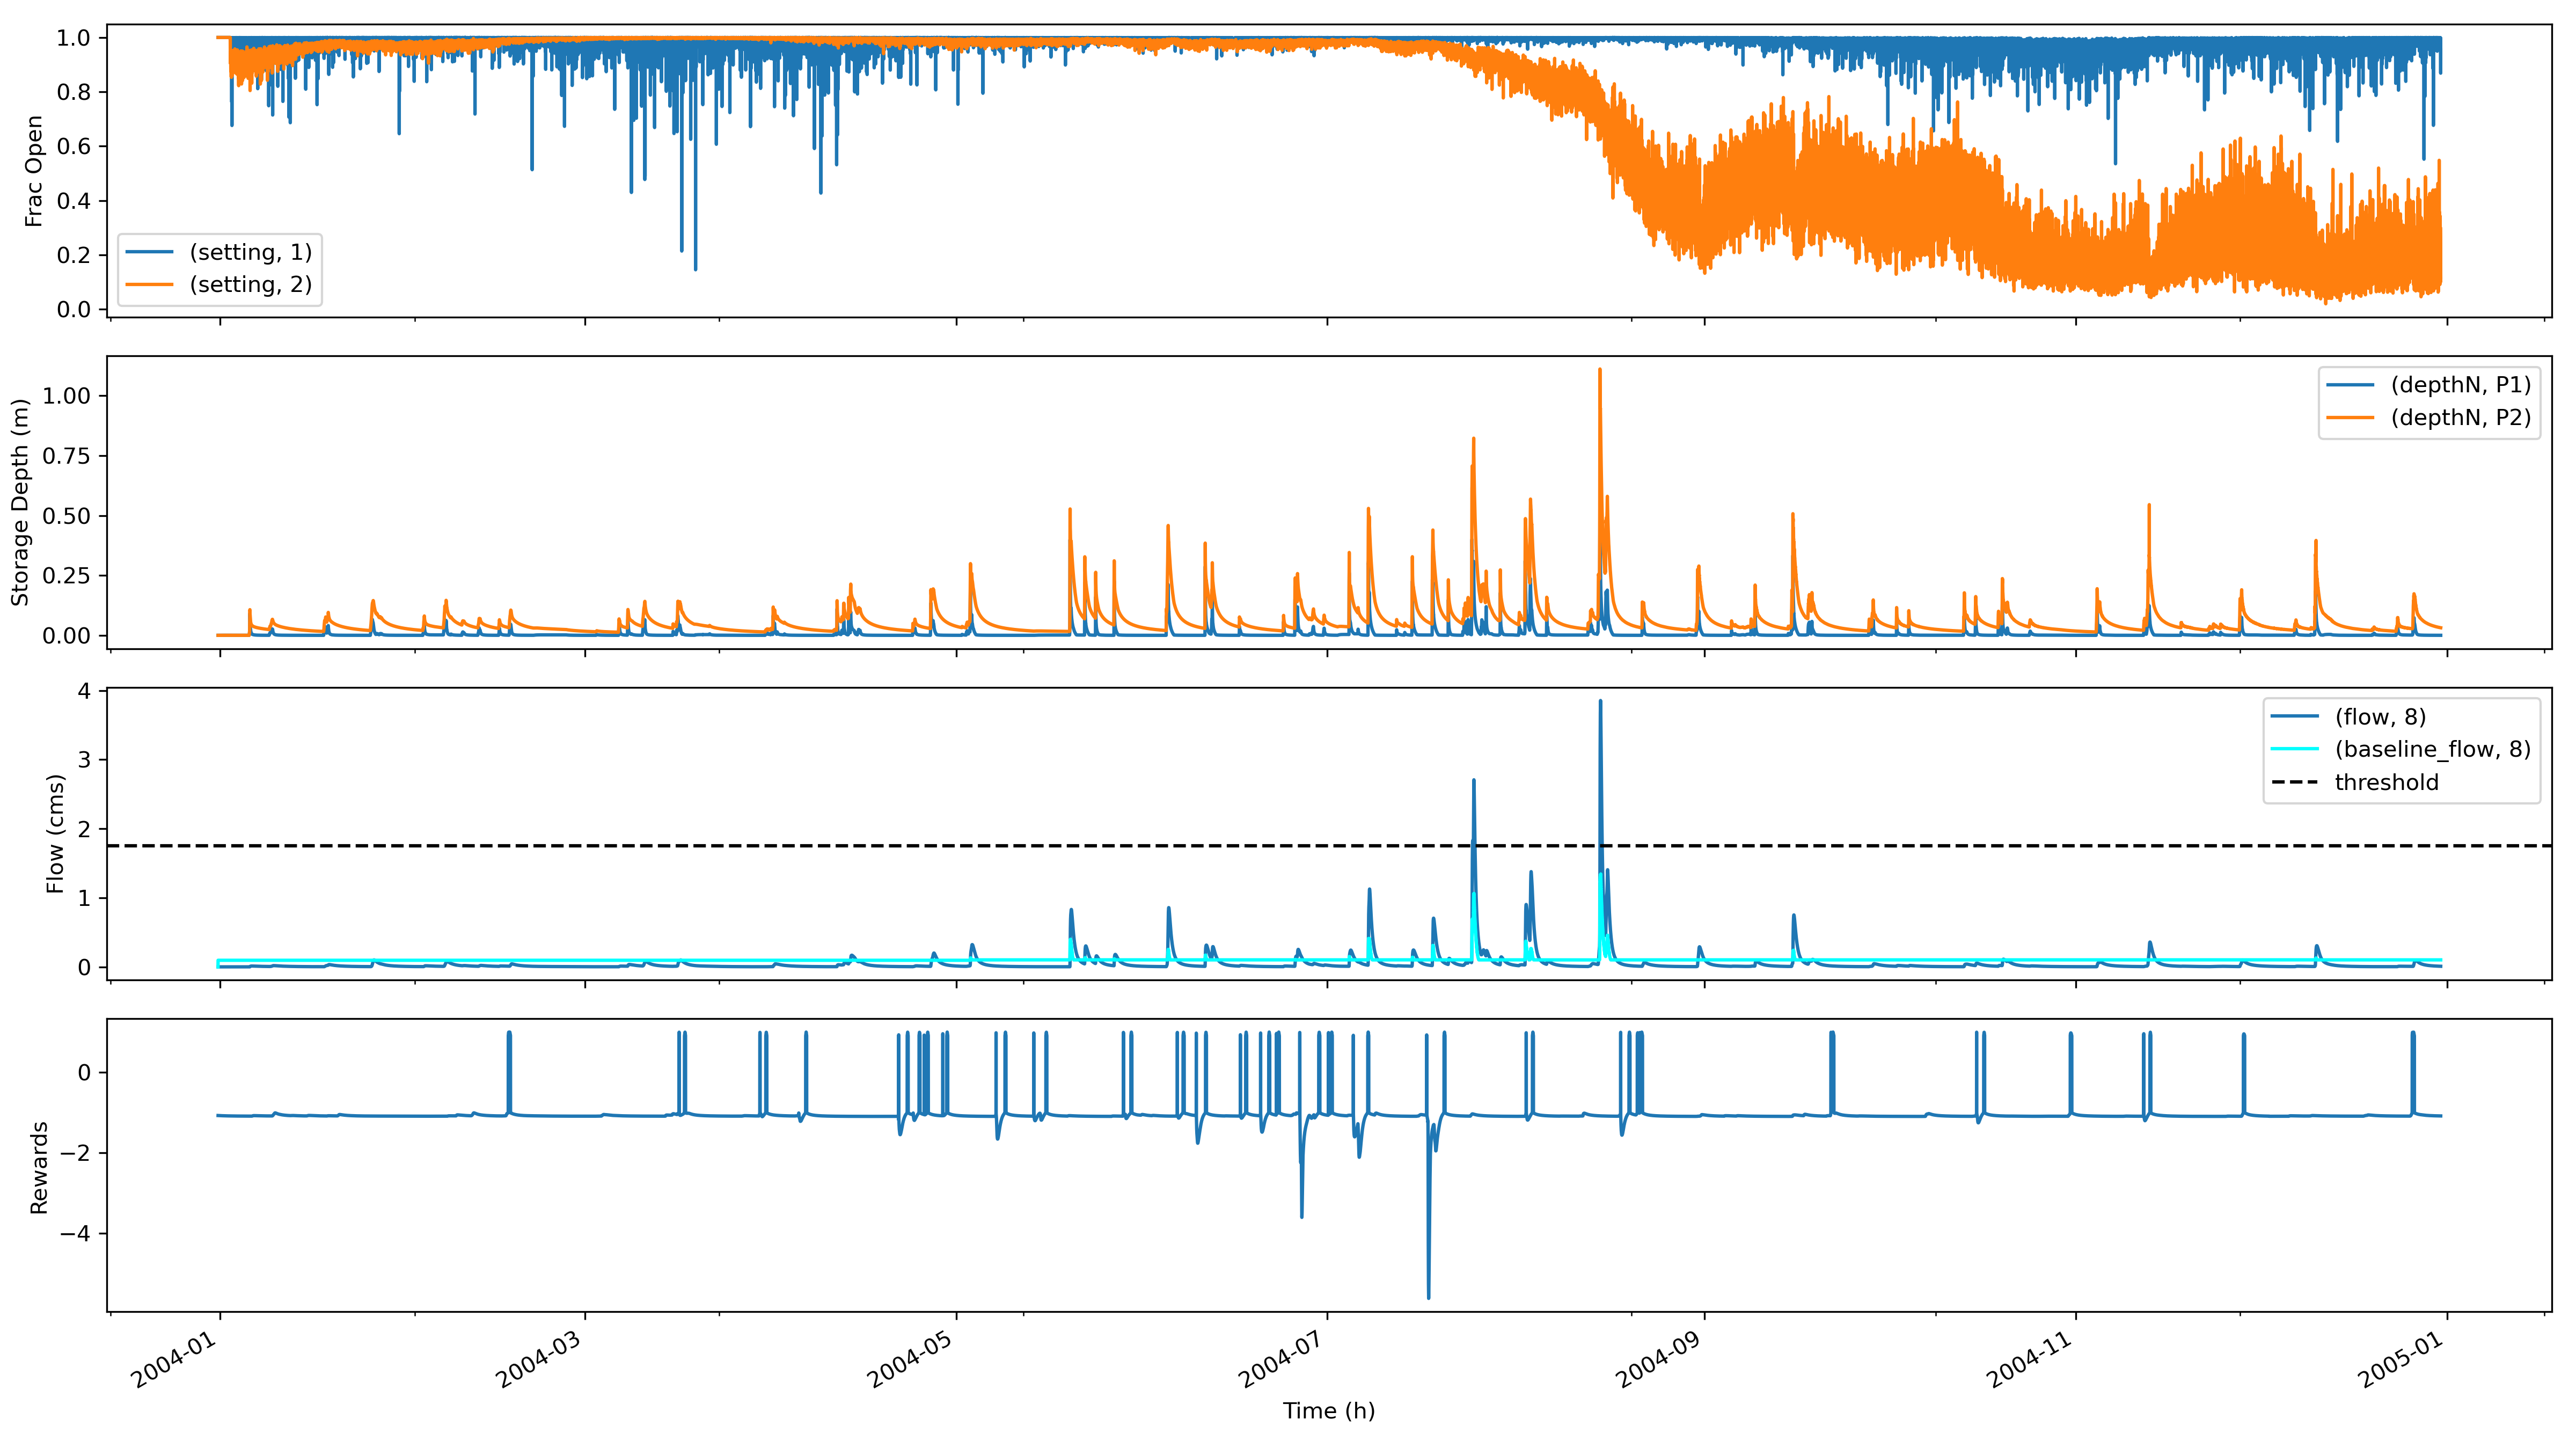 1.0
0.8
0.6
0.4
0.2
0.0
Frac Open
(setting, 1)
(setting, 2)
1.00
0.75
0.50
0.25
0.00
Storage Depth (m)
(depthN, P1)
(depthN, P2)
4
3
2
1
0
Flow (cms)
(flow, 8)
(baseline_flow, 8)
threshold
0
−2
−4
Rewards
2004-01
2004-03
2004-05
2004-07
2004-09
2004-11
2005-01
Time (h)